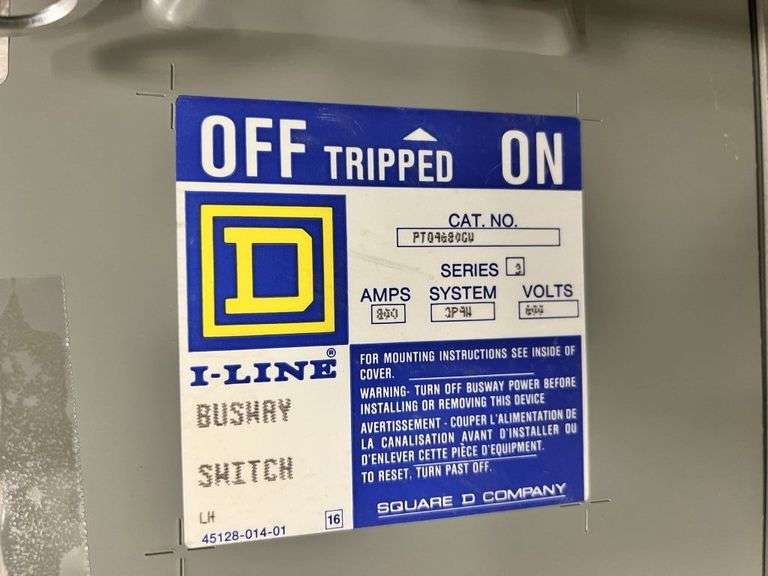 OFF TRIPPED ON
D
CAT. NO.
SERIES
AMPS SYSTEM VOLTS
800
600
I-LINE®
BUSWAY
SWITCH
LH
45128-014-01 16
FOR MOUNTING INSTRUCTIONS SEE INSIDE OF
COVER.
WARNING- TURN OFF BUSWAY POWER BEFORE
INSTALLING OR REMOVING THIS DEVICE
AVERTISSEMENT - COUPER L'ALIMENTATION DE
LA CANALISATION AVANT D'INSTALLER OU
D'ENLEVER CETTE PIÈCE D'EQUIPMENT.
TO RESET, TURN PAST OFF.
SQUARE D COMPANY